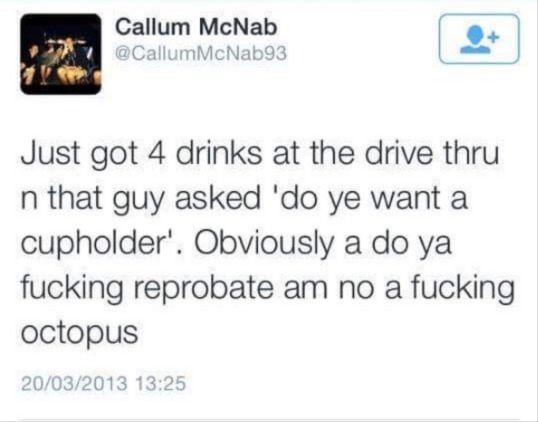 Callum McNab
@CallumMcNab93
Just got 4 drinks at the drive thru
n that guy asked 'do ye want a
cupholder'. Obviously a do ya
fucking reprobate am no a fucking
octopus
20/03/2013 13:25